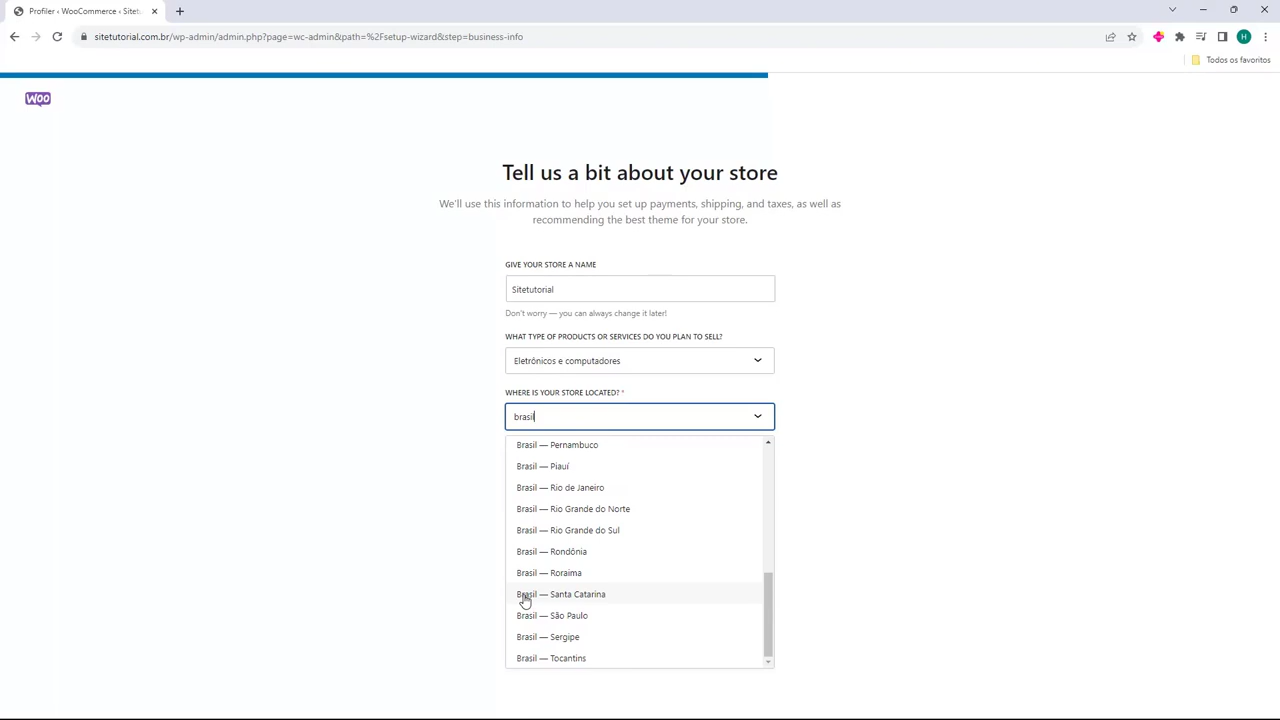 Profiler ‹ WooCommerce ‹ Sitetu
sitetutorial.com.br/wp-admin/admin.php?page=wc-admin&path=%2Fsetup-wizard&step=business-info
H
Todos os favoritos
WOO
Tell us a bit about your store
We'll use this information to help you set up payments, shipping, and taxes, as well as
recommending the best theme for your store.
GIVE YOUR STORE A NAME
Sitetutorial
Don't worry — you can always change it later!
WHAT TYPE OF PRODUCTS OR SERVICES DO YOU PLAN TO SELL?
Eletrônicos e computadores
WHERE IS YOUR STORE LOCATED? *
brasil
Brasil — Pernambuco
Brasil — Piauí
Brasil — Rio de Janeiro
Brasil — Rio Grande do Norte
Brasil — Rio Grande do Sul
Brasil — Rondônia
Brasil — Roraima
Brasil — Santa Catarina
Brasil — São Paulo
Brasil — Sergipe
Brasil — Tocantins